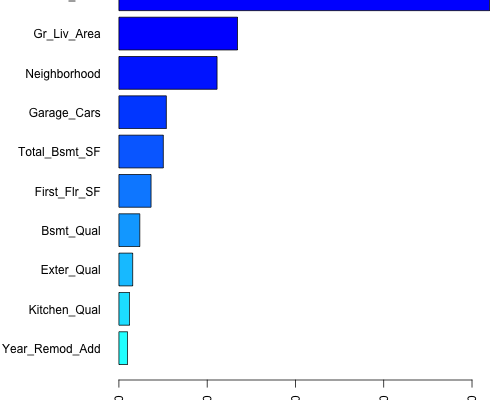 Gr_Liv_Area
Neighborhood
Garage_Cars
Total_Bsmt_SF
First_Flr_SF
Bsmt_Qual
Exter_Qual
Kitchen_Qual
Year_Remod_Add